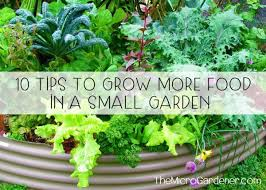 10 TIPS TO GROW MORE FOOD
IN A SMALL GARDEN
TheMicroGardener.com